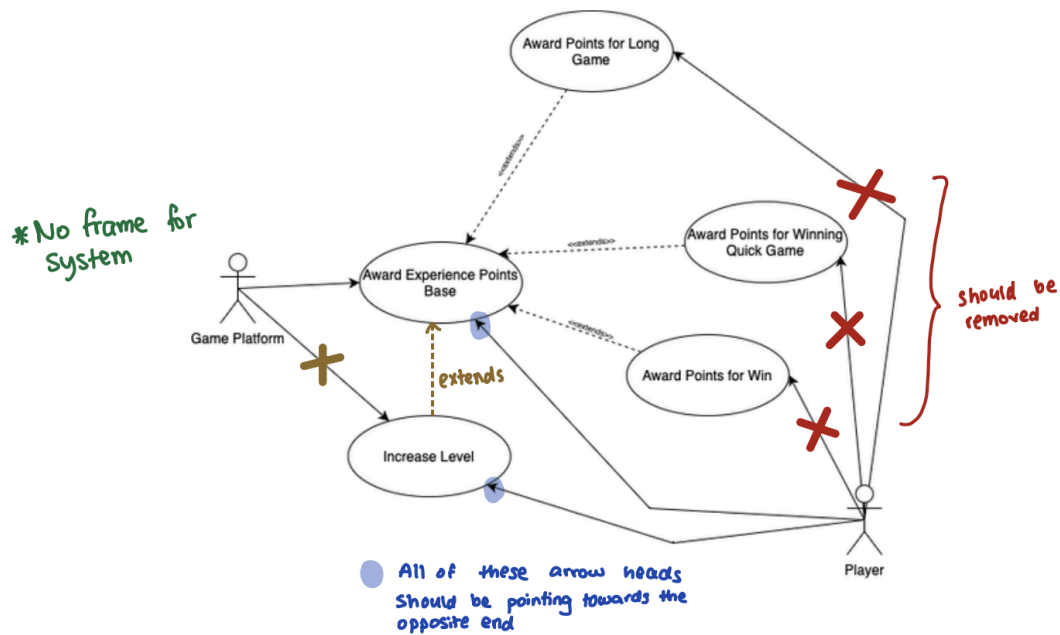 Award Points for Long
Game
<<extends>>
*No frame for
system
Award Points for Winning
Quick Game
<<extends>>
Award Experience Points
Base
should be
removed
Game Platform
<<extends>>
extends
Award Points for Win
Increase Level
All of these arrow heads
should be pointing towards the
opposite end
Player